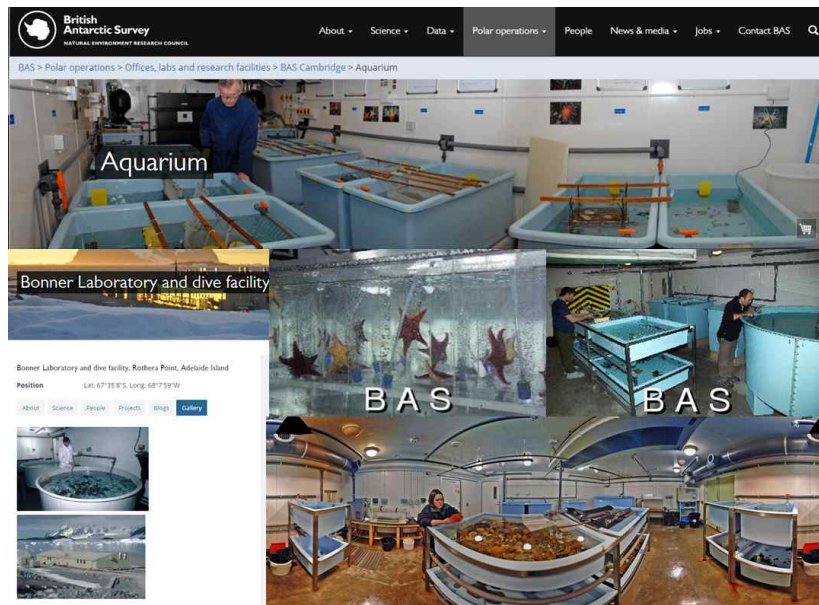 British
Antarctic Survey
NATURAL ENVIRONMENT RESEARCH COUNCIL
About Science Data Polar operations People News & media Jobs Contact BAS
BAS > Polar operations > Offices, labs and research facilities > BAS Cambridge > Aquarium
Aquarium
Bonner Laboratory and dive facility
Bonner Laboratory and dive facility, Rothera Point, Adelaide Island
Position Lat. 67°35'8"S, Long. 68°7'59"W
About Science People Projects Blogs Gallery
BAS
BAS